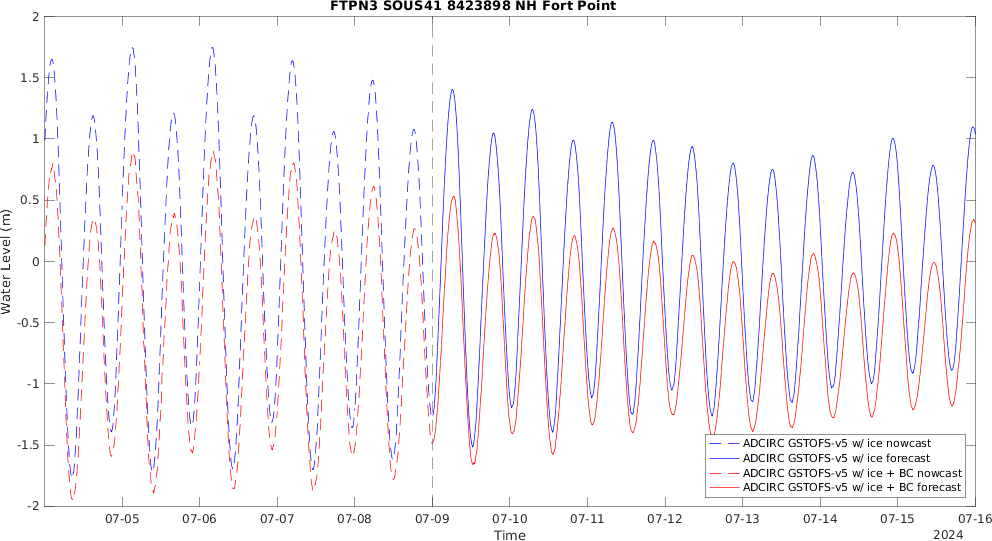 FTPN3 SOUS41 8423898 NH Fort Point
2
1.5
1
0.5
0
-0.5
-1
-1.5
-2
Water Level (m)
ADCIRC GSTOFS-v5 w/ ice nowcast
ADCIRC GSTOFS-v5 w/ ice forecast
ADCIRC GSTOFS-v5 w/ ice + BC nowcast
ADCIRC GSTOFS-v5 w/ ice + BC forecast
07-05 07-06 07-07 07-08 07-09 07-10 07-11 07-12 07-13 07-14 07-15 07-16
Time
2024